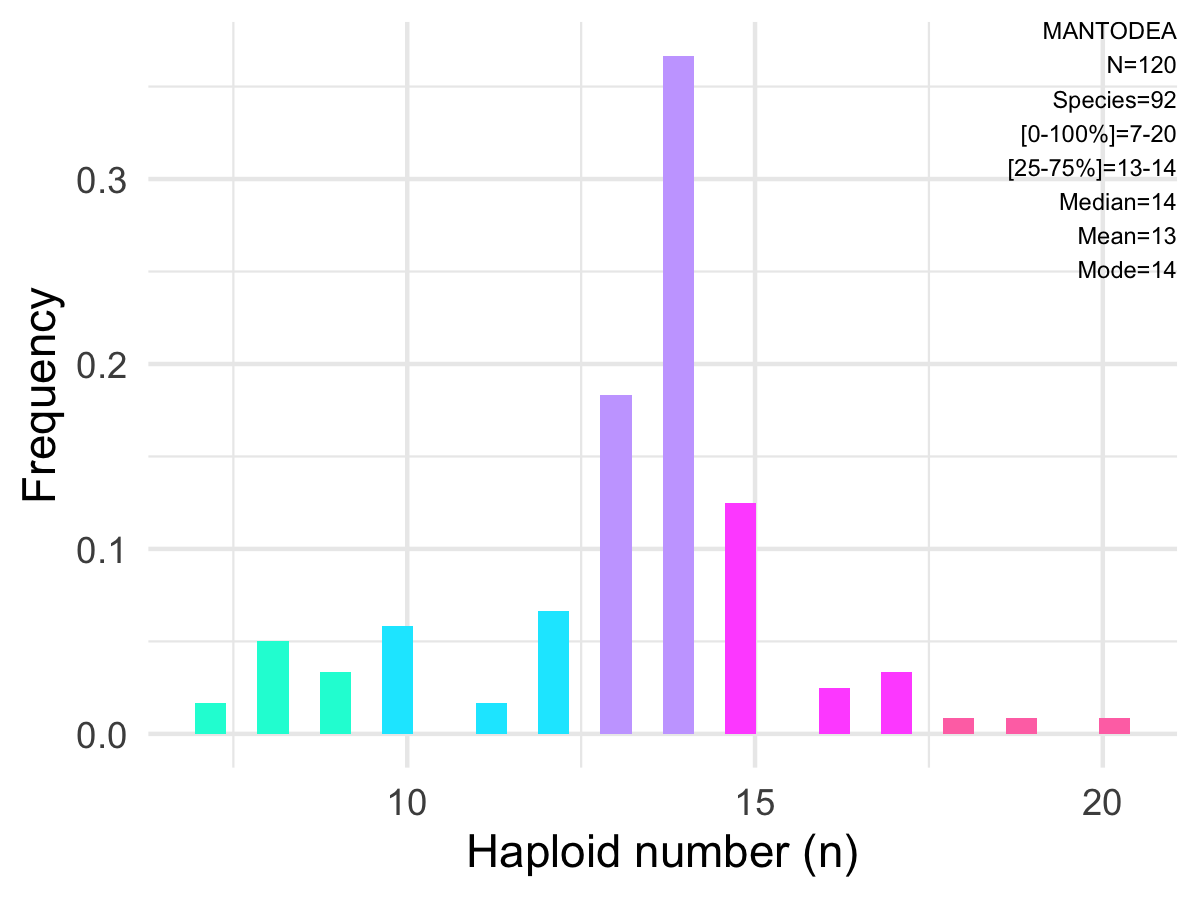 MANTODEA
N=120
Species=92
[0-100%]=7-20
[25-75%]=13-14
Median=14
Mean=13
Mode=14
Frequency
0.3
0.2
0.1
0.0
10 15 20
Haploid number (n)